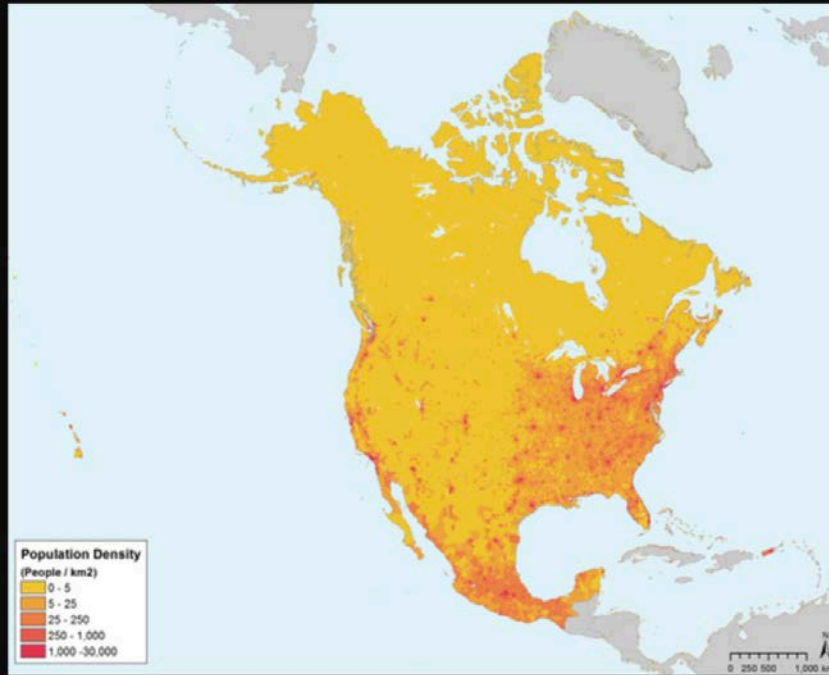 Population Density
(People / km2)
0 - 5
5 - 25
25 - 250
250 - 1,000
1,000 -30,000
N
0 250 500 1,000